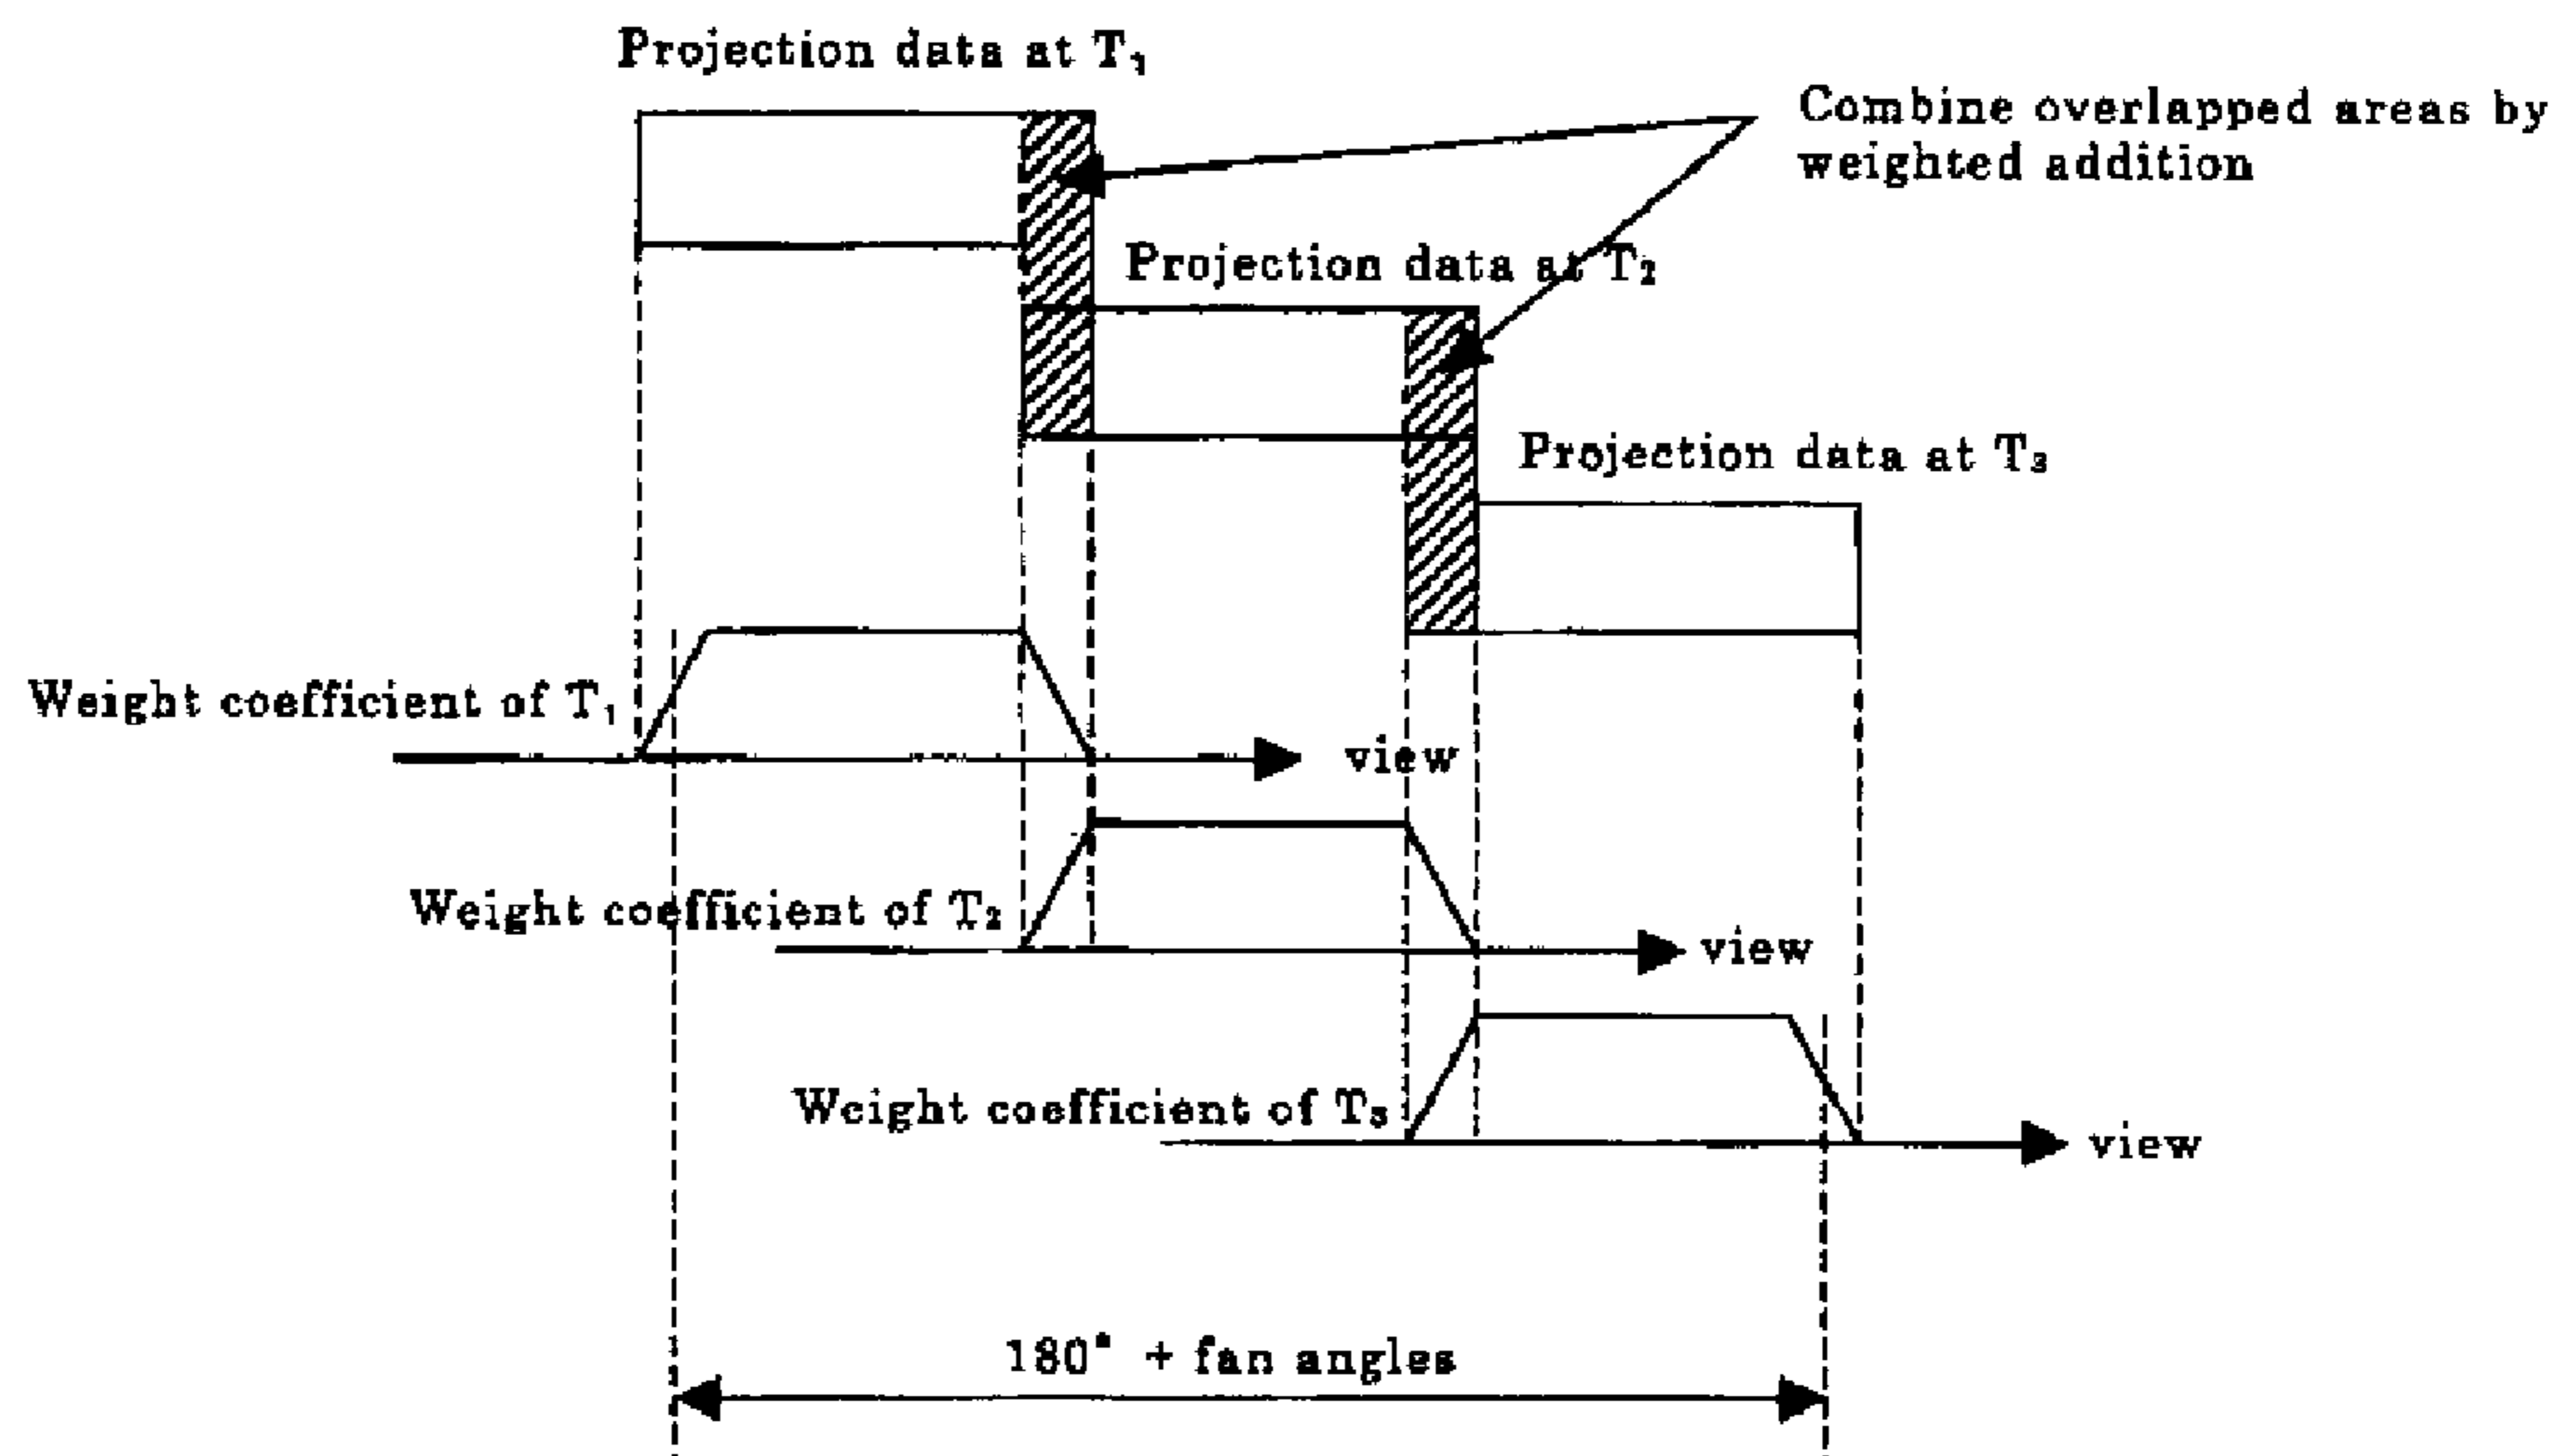 Projection data at T₁
Combine overlapped areas by
weighted addition
Projection data at T₂
Projection data at T₃
Weight coefficient of T₁
view
Weight coefficient of T₂
view
Weight coefficient of T₃
view
180° + fan angles